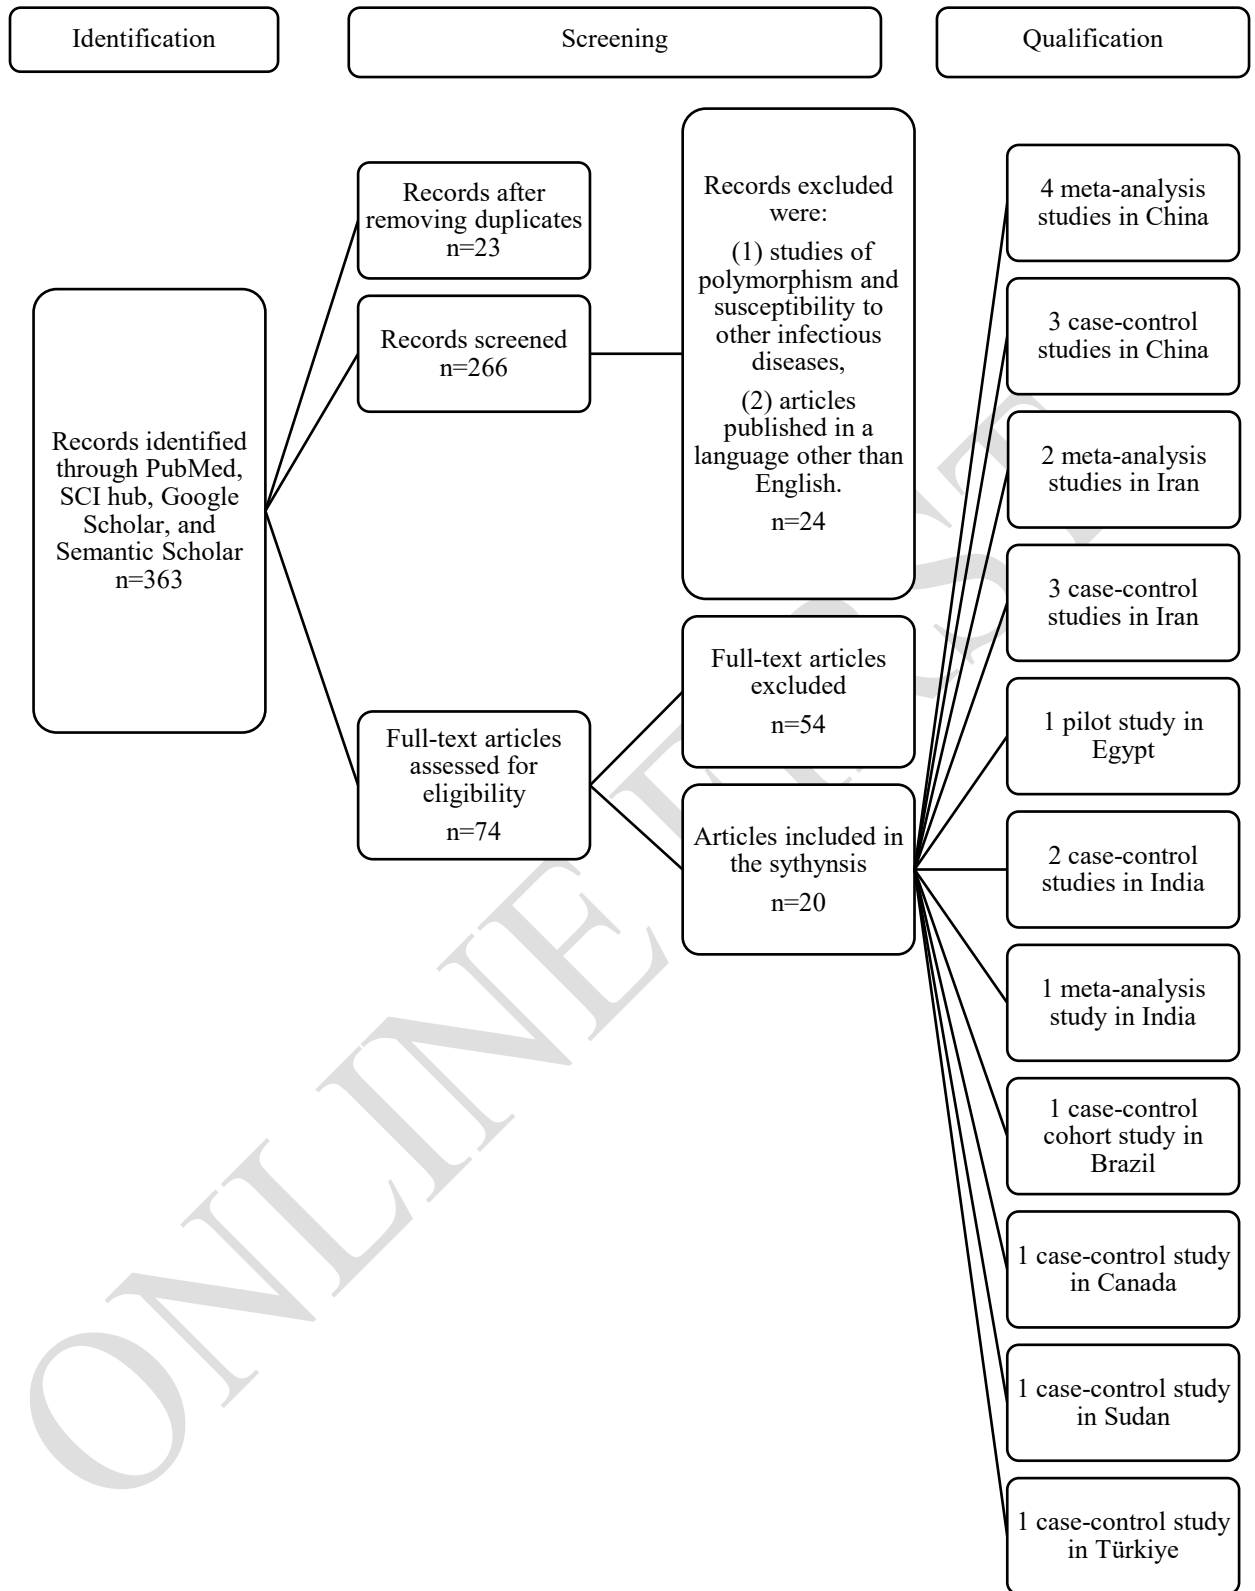 Identification
Screening
Qualification
Records identified
through PubMed,
SCI hub, Google
Scholar, and
Semantic Scholar
n=363
Records after
removing duplicates
n=23
Records screened
n=266
Full-text articles
assessed for
eligibility
n=74
Records excluded
were:
(1) studies of
polymorphism and
susceptibility to
other infectious
diseases,
(2) articles
published in a
language other than
English.
n=24
Full-text articles
excluded
n=54
Articles included in
the sythynsis
n=20
4 meta-analysis
studies in China
3 case-control
studies in China
2 meta-analysis
studies in Iran
3 case-control
studies in Iran
1 pilot study in
Egypt
2 case-control
studies in India
1 meta-analysis
study in India
1 case-control
cohort study in
Brazil
1 case-control study
in Canada
1 case-control study
in Sudan
1 case-control study
in Türkiye
ONLINE FIRST